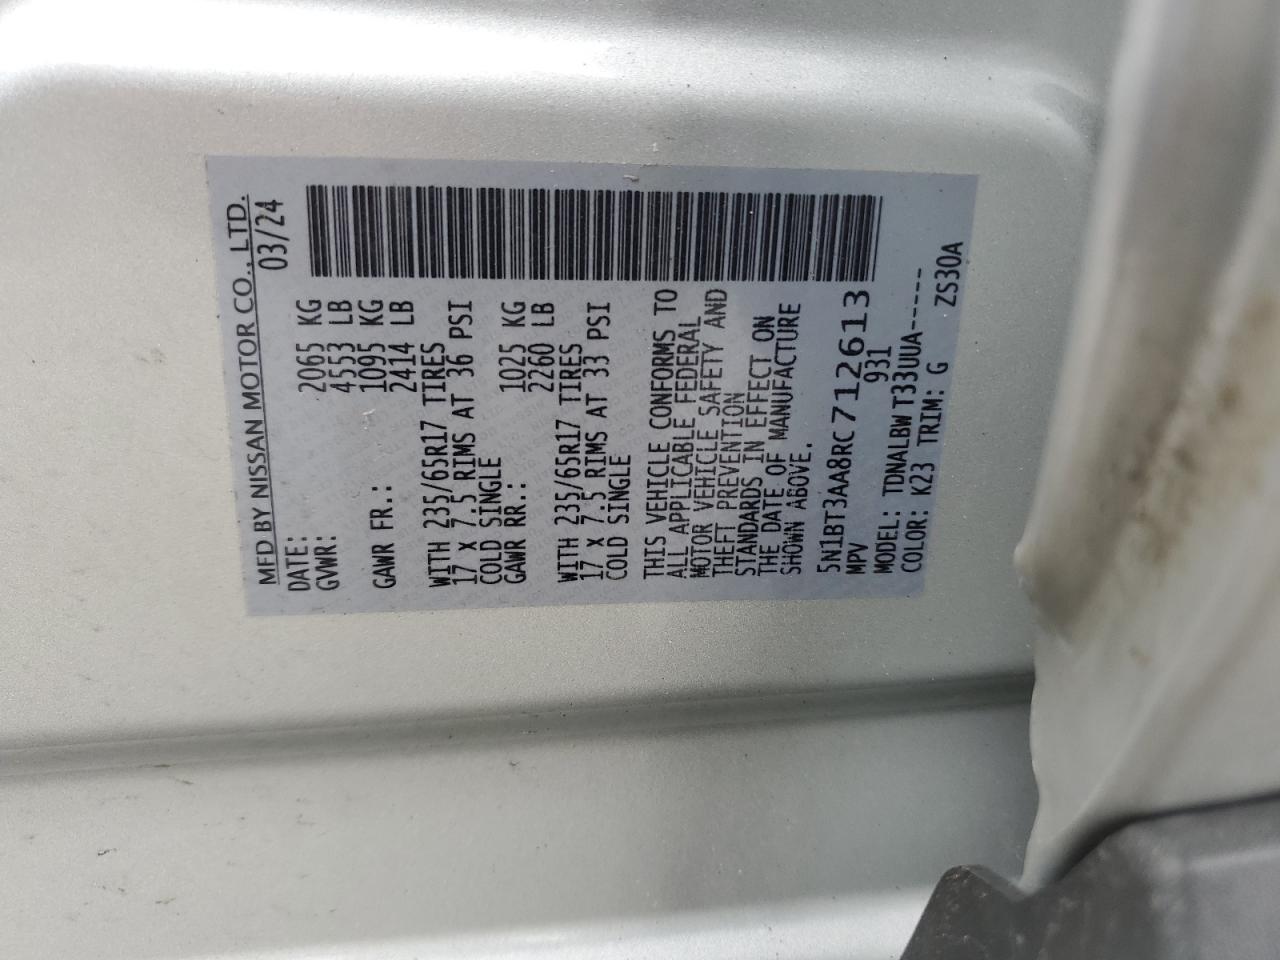 MFD BY NISSAN MOTOR CO., LTD.
DATE: 03/24
GVWR: 2065 KG
4553 LB
GAWR FR.: 1095 KG
2414 LB
WITH 235/65R17 TIRES
17 x 7.5 RIMS AT 36 PSI
COLD SINGLE
GAWR RR.: 1025 KG
2260 LB
WITH 235/65R17 TIRES
17 x 7.5 RIMS AT 33 PSI
COLD SINGLE
THIS VEHICLE CONFORMS TO
ALL APPLICABLE FEDERAL
MOTOR VEHICLE SAFETY AND
THEFT PREVENTION
STANDARDS IN EFFECT ON
THE DATE OF MANUFACTURE
SHOWN ABOVE.
5N1BT3AA8RC712613
MPV 931
MODEL: TDNALBW T33UUA-----
COLOR: K23 TRIM: G ZS30A